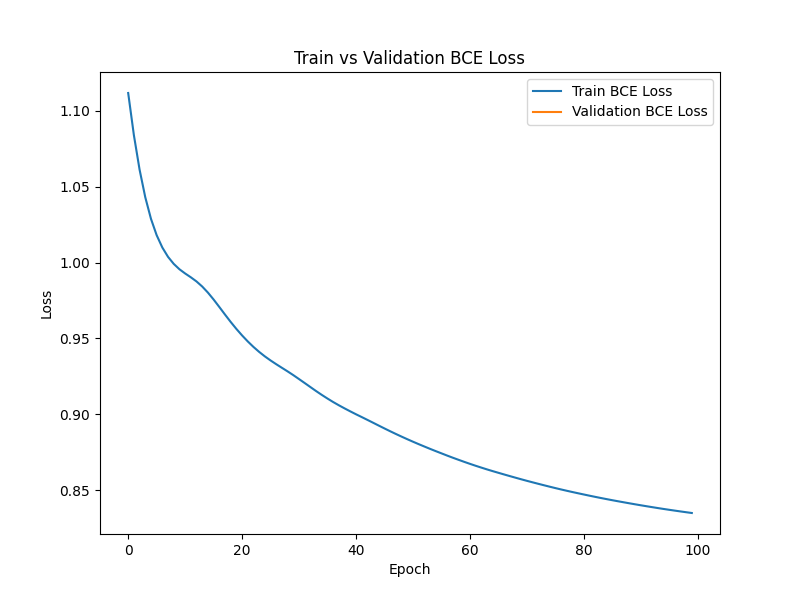 Train vs Validation BCE Loss
Train BCE Loss
Validation BCE Loss
1.10
1.05
1.00
0.95
0.90
0.85
Loss
0 20 40 60 80 100
Epoch